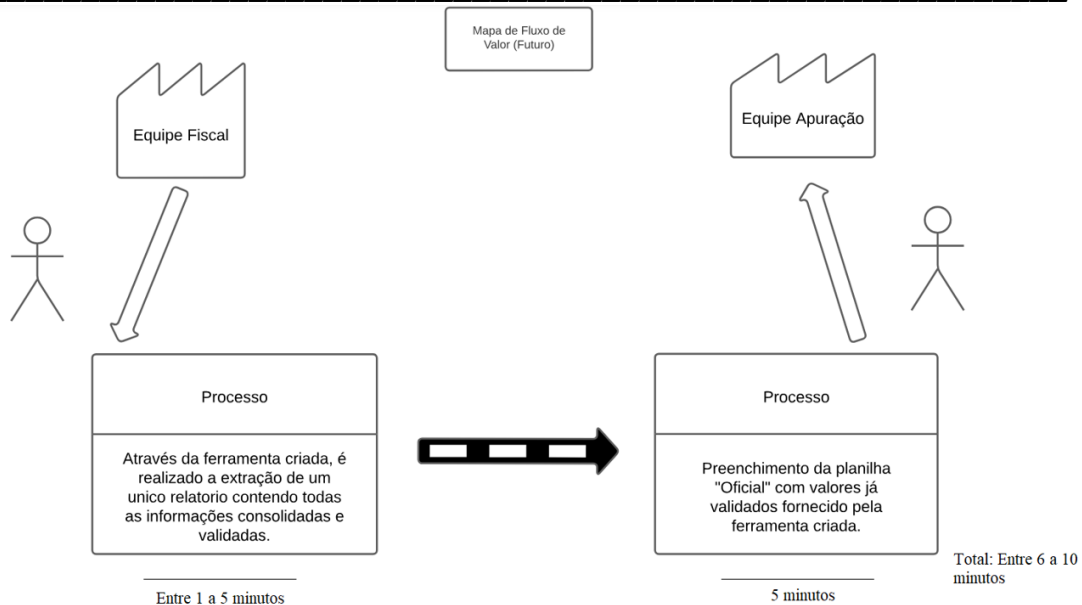 Mapa de Fluxo de
Valor (Futuro)
Equipe Fiscal
Equipe Apuração
Processo
Através da ferramenta criada, é
realizado a extração de um
unico relatorio contendo todas
as informações consolidadas e
validadas.
Entre 1 a 5 minutos
Processo
Preenchimento da planilha
"Oficial" com valores já
validados fornecido pela
ferramenta criada.
5 minutos
Total: Entre 6 a 10
minutos